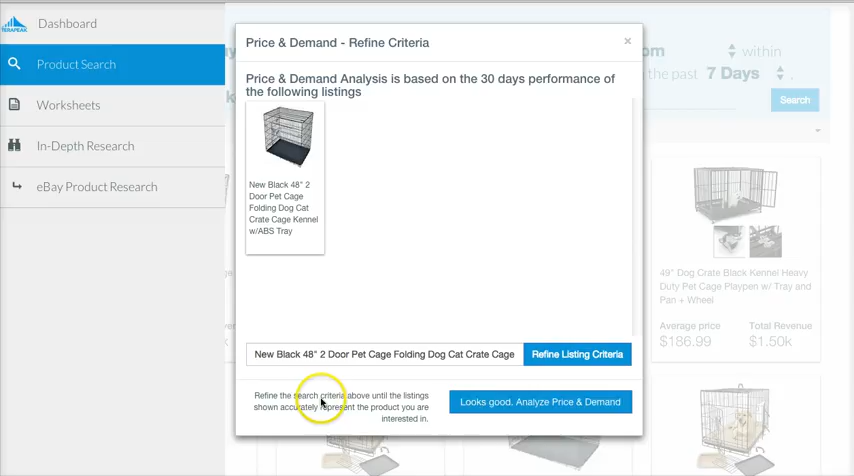 TERAPEAK
Dashboard
Product Search
Worksheets
In-Depth Research
eBay Product Research
Price & Demand - Refine Criteria
×
Price & Demand Analysis is based on the 30 days performance of
the following listings
New Black 48" 2
Door Pet Cage
Folding Dog Cat
Crate Cage Kennel
w/ABS Tray
New Black 48" 2 Door Pet Cage Folding Dog Cat Crate Cage
Refine Listing Criteria
Refine the search criteria above until the listings
shown accurately represent the product you are
interested in.
Looks good. Analyze Price & Demand
om
within
the past
7 Days
.
Search
49" Dog Crate Black Kennel Heavy
Duty Pet Cage Playpen w/ Tray and
Pan + Wheel
Average price
Total Revenue
$186.99
$1.50k